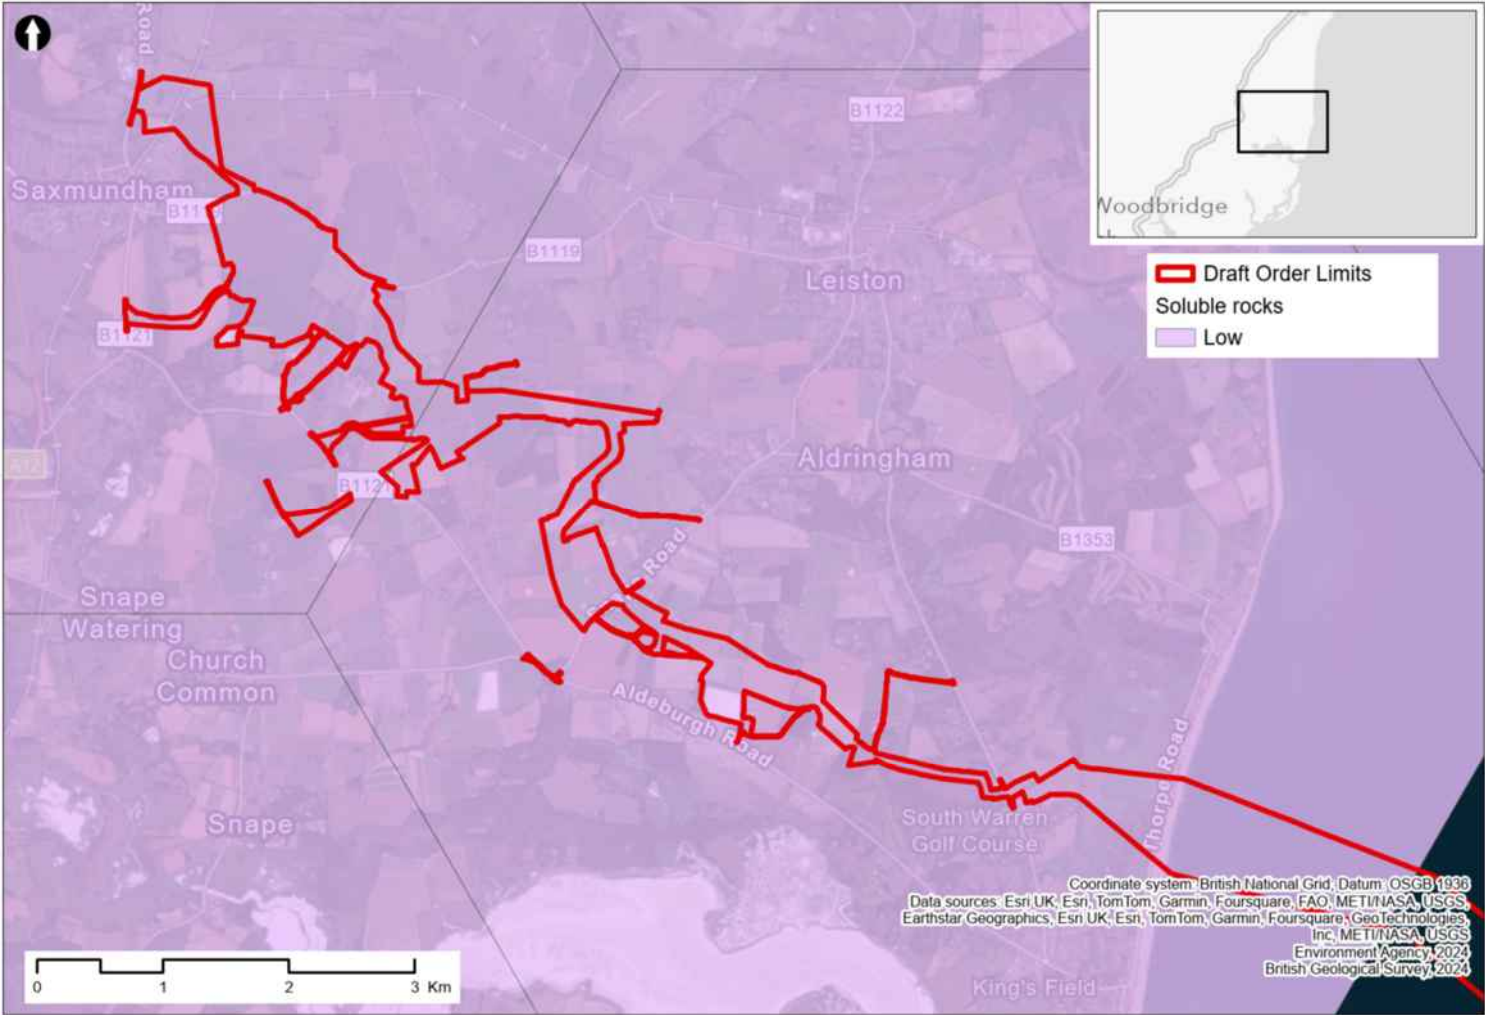 Road
B1122
Woodbridge
Saxmundham
B1119
Leiston
Draft Order Limits
Soluble rocks
Low
B1121
A12
Aldringham
B1121
B1353
Road
Snape
Watering
Church
Common
Aldeburgh Road
Thorpe Road
Snape
South Warren
Golf Course
Coordinate system: British National Grid, Datum: OSGB 1936
Data sources: Esri UK, Esri, TomTom, Garmin, Foursquare, FAO, METI/NASA, USGS,
Earthstar Geographics, Esri UK, Esri, TomTom, Garmin, Foursquare, GeoTechnologies,
Inc, METI/NASA, USGS
Environment Agency, 2024
British Geological Survey, 2024
0 1 2 3 Km
King's Field